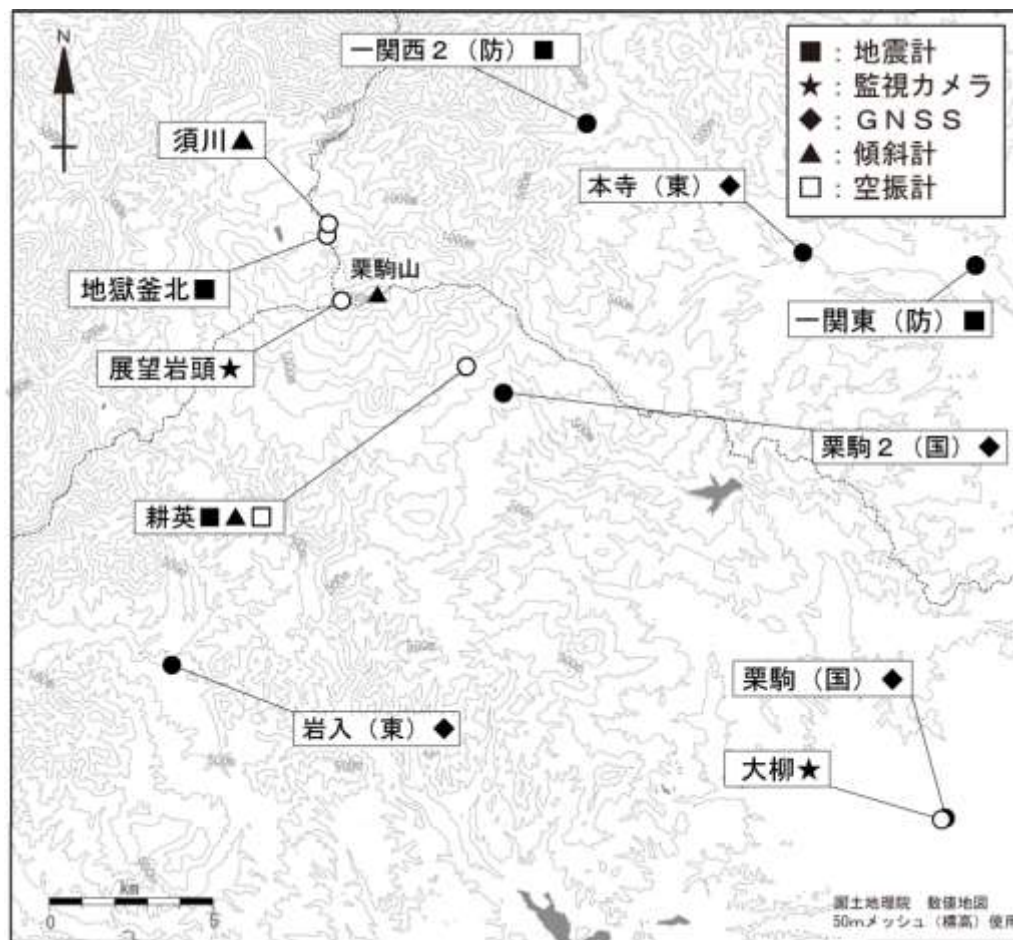 N
一関西2（防）■
■：地震計
★：監視カメラ
◆：GNSS
▲：傾斜計
□：空振計
須川▲
本寺（東）◆
地獄釜北■
栗駒山
一関東（防）■
展望岩頭★
栗駒2（国）◆
耕英■▲□
栗駒（国）◆
岩入（東）◆
大柳★
km
0 5
国土地理院 数値地図
50mメッシュ（標高）使用